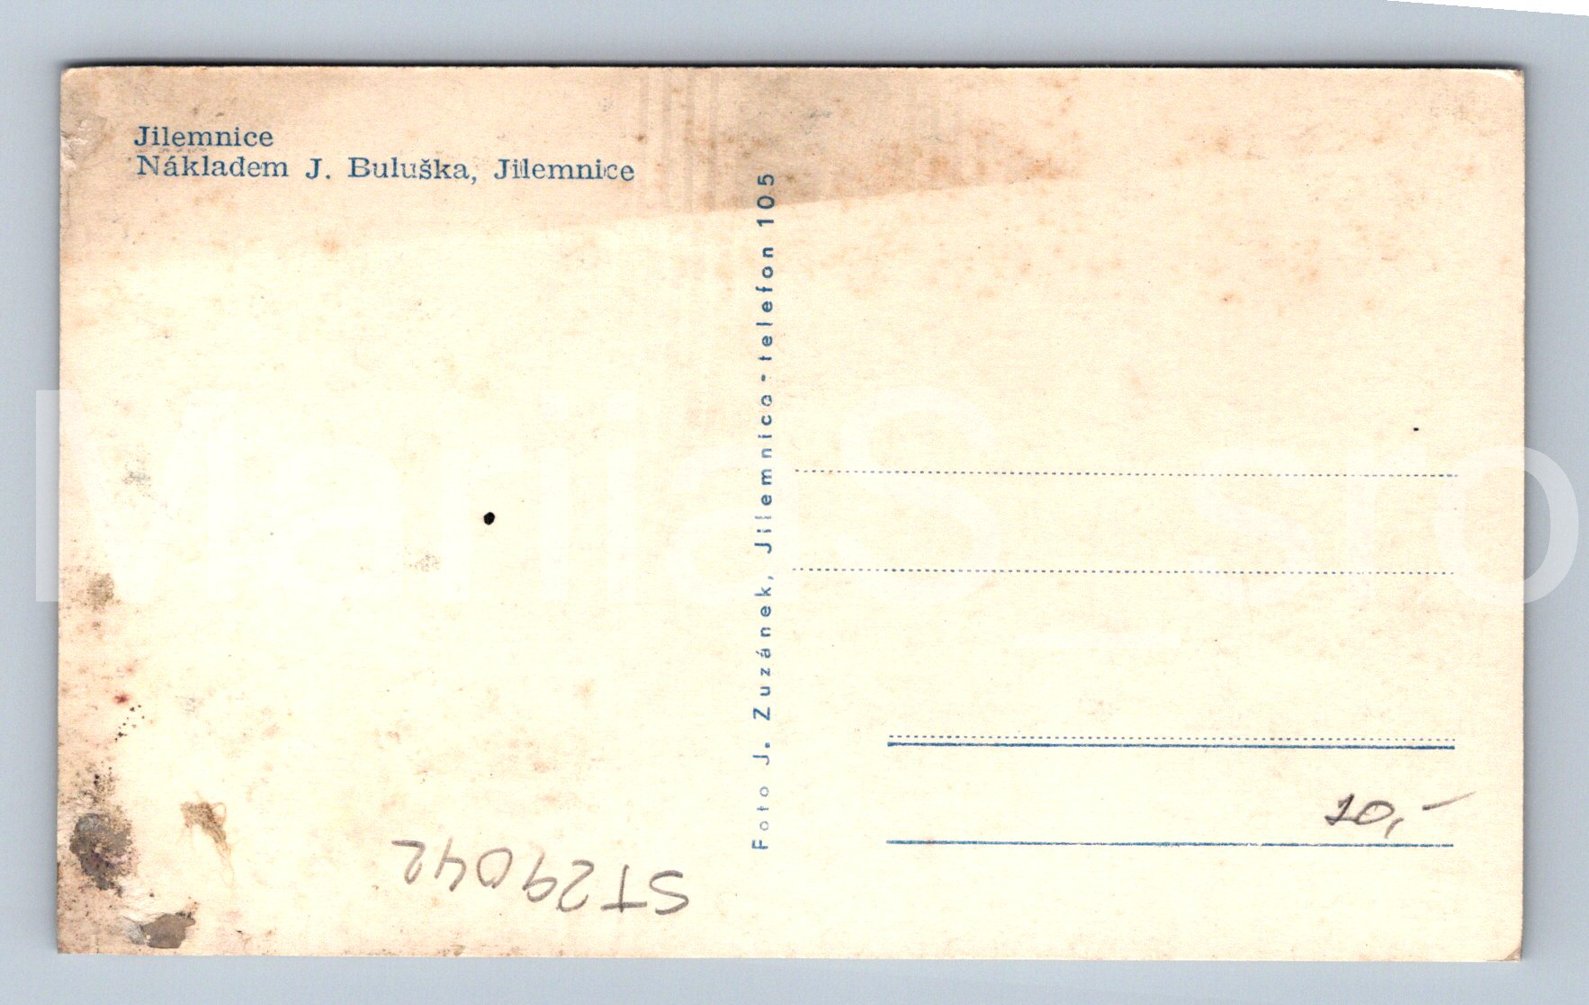 Jilemnice
Nákladem J. Buluška, Jilemnice
Foto J. Zuzánek, Jilemnice - telefon 105
10,-
ST29042